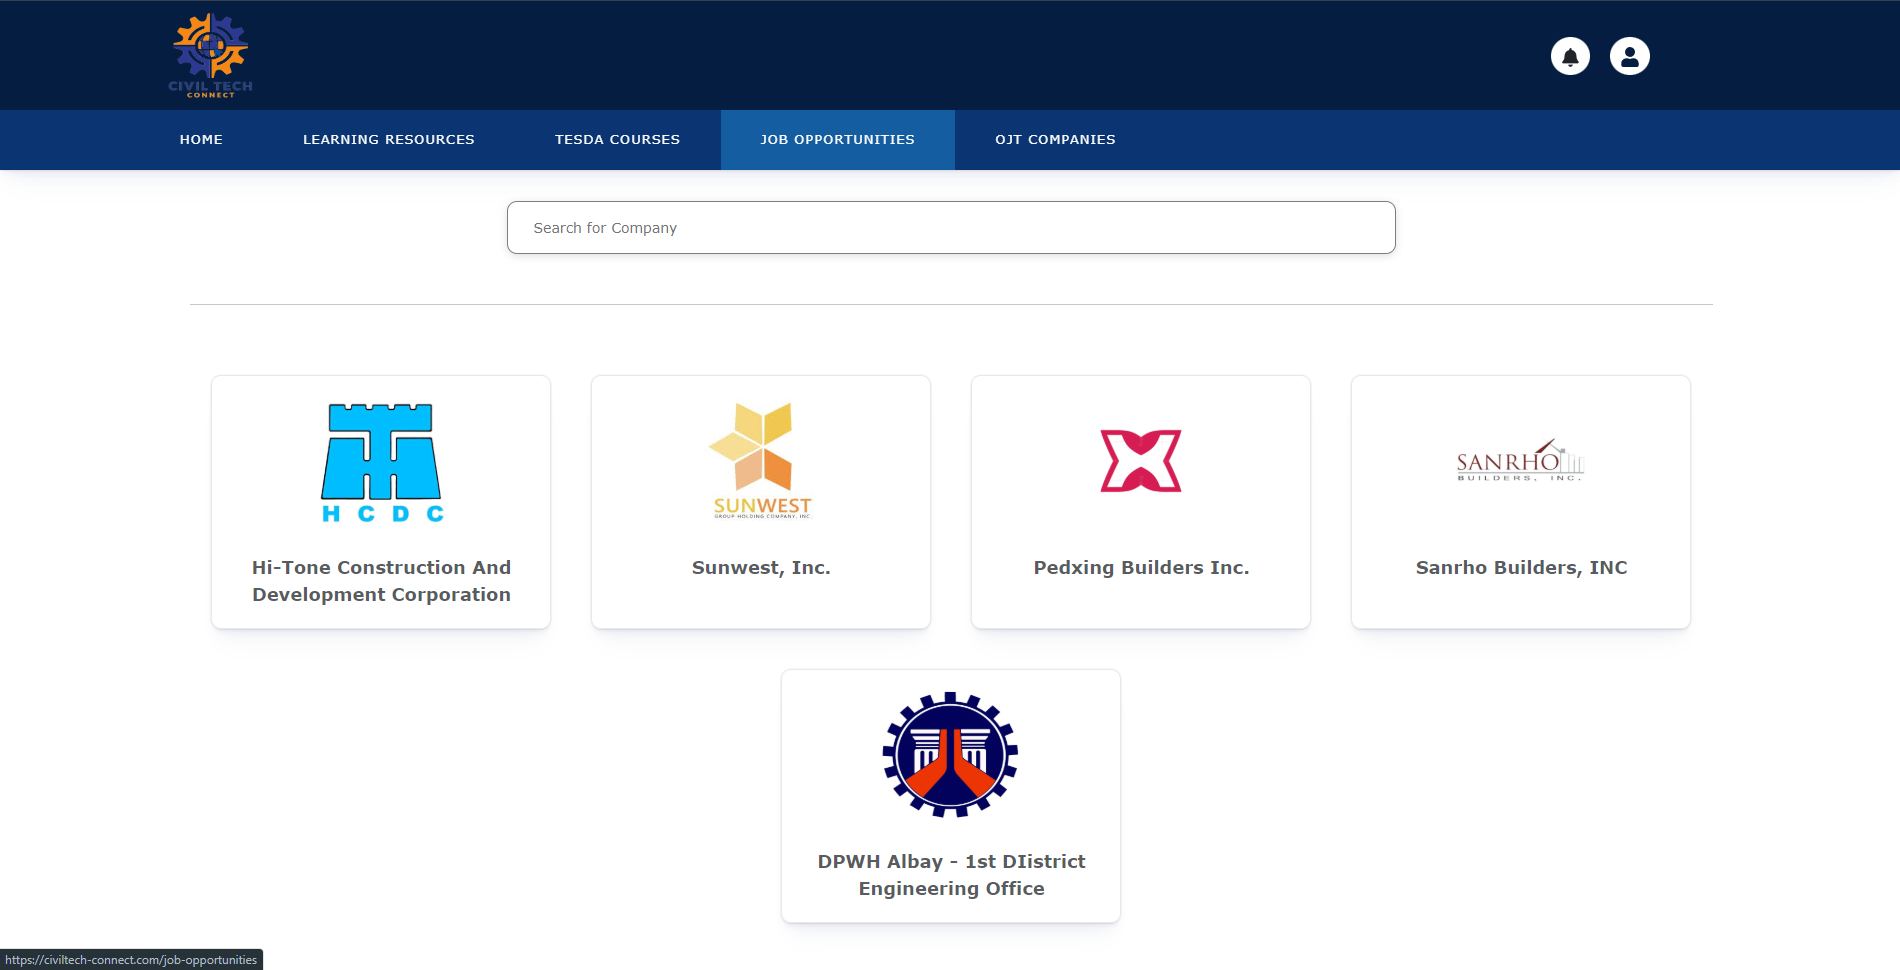 CIVIL TECH
CONNECT
HOME
LEARNING RESOURCES
TESDA COURSES
JOB OPPORTUNITIES
OJT COMPANIES
Search for Company
H C D C
Hi-Tone Construction And
Development Corporation
SUNWEST
GROUP HOLDING COMPANY, INC.
Sunwest, Inc.
Pedxing Builders Inc.
SANRHO
BUILDERS, INC.
Sanrho Builders, INC
DPWH Albay - 1st DIistrict
Engineering Office
https://civiltech-connect.com/job-opportunities